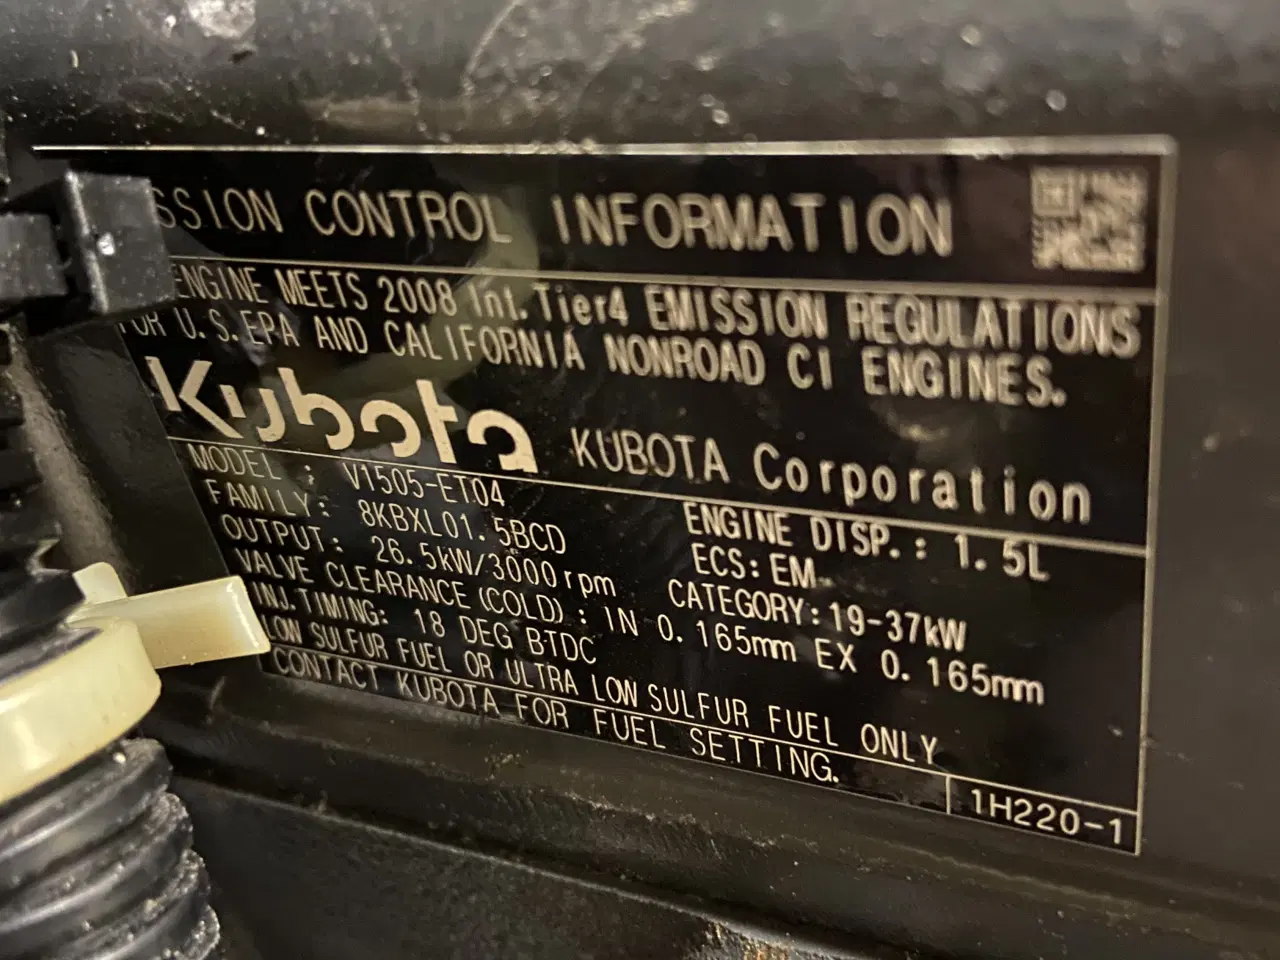 SSION CONTROL INFORMATION
ENGINE MEETS 2008 Int. Tier4 EMISSION REGULATIONS
FOR U.S.EPA AND CALIFORNIA NONROAD CI ENGINES.
Kubota KUBOTA Corporation
MODEL : V1505-ET04 ENGINE DISP.: 1.5L
FAMILY: 8KBXL01.5BCD ECS: EM
OUTPUT: 26.5kW/3000rpm CATEGORY: 19-37kW
VALVE CLEARANCE (COLD) : IN 0.165mm EX 0.165mm
INJ.TIMING: 18 DEG BTDC
LOW SULFUR FUEL OR ULTRA LOW SULFUR FUEL ONLY
CONTACT KUBOTA FOR FUEL SETTING.
1H220-1